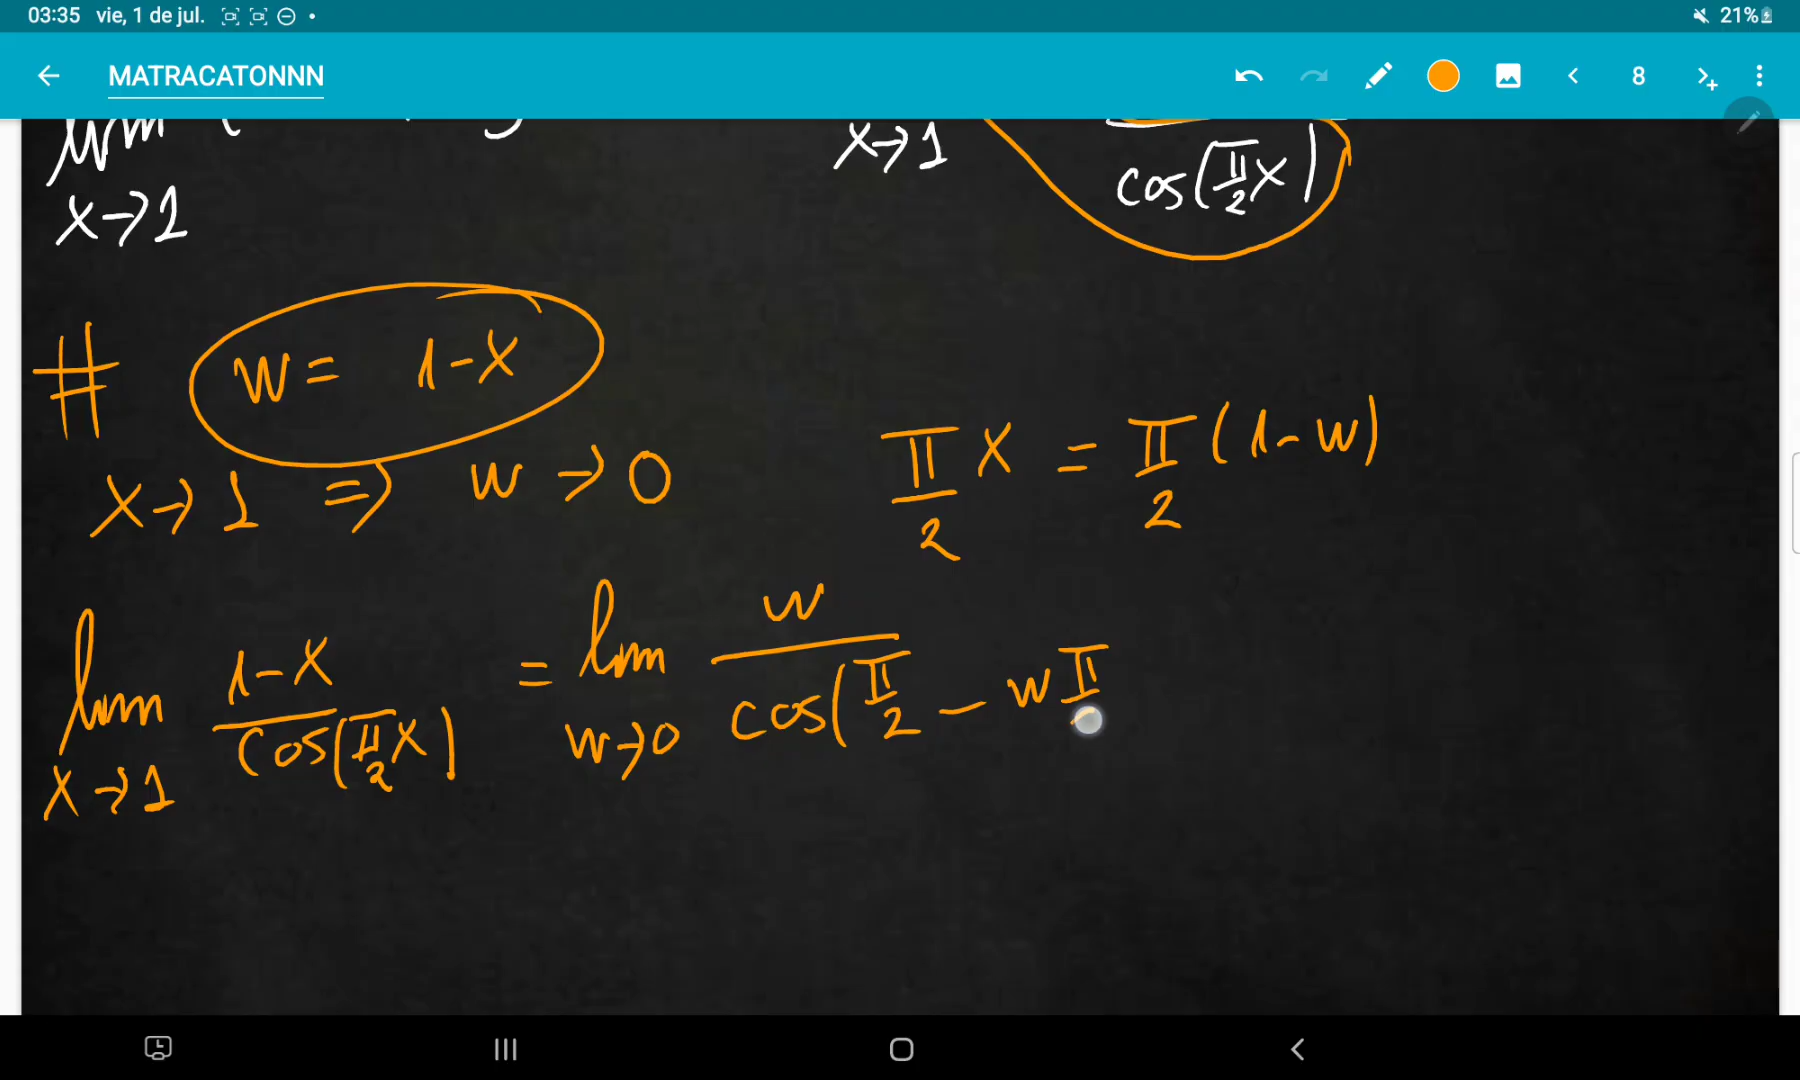 03:35 vie, 1 de jul. 21%
MATRACATONNN 8
lim
x→1
x→1
cos(π/2 x)
# w = 1-x
x→1 ⇒ w→0
π/2 x = π/2 (1-w)
lim x→1 1-x / cos(π/2 x) = lim w→0 w / cos(π/2 - w π